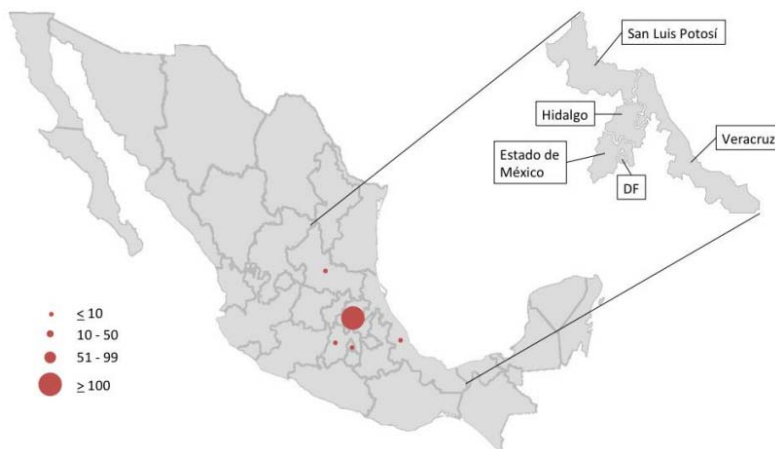 San Luis Potosí
Hidalgo
Veracruz
Estado de
México
DF
≤ 10
10 - 50
51 - 99
≥ 100